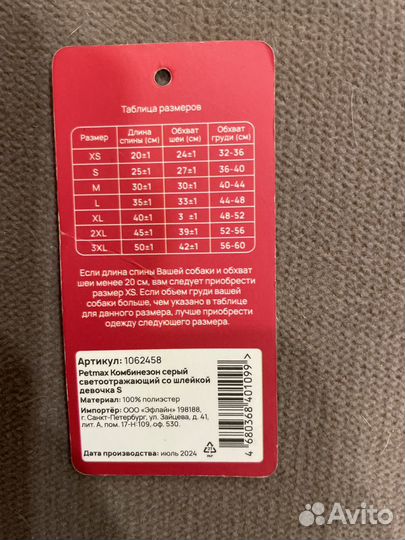 Таблица размеров
Размер Длина спины (см) Обхват шеи (см) Обхват груди (см)
XS 20±1 24±1 32-36
S 25±1 27±1 36-40
M 30±1 30±1 40-44
L 35±1 33±1 44-48
XL 40±1 3 ±1 48-52
2XL 45±1 39±1 52-56
3XL 50±1 42±1 56-60
Если длина спины Вашей собаки и обхват
шеи менее 20 см, вам следует приобрести
размер XS. Если объем груди вашей
собаки больше, чем указано в таблице
для данного размера, лучше приобрести
одежду следующего размера.
Артикул: 1062458
Petmax Комбинезон серый
светоотражающий со шлейкой
девочка S
Материал: 100% полиэстер
Импортёр: ООО «Эфлайн» 198188,
г. Санкт-Петербург, ул. Зайцева, д. 41,
лит. А, пом. 17-Н;109, оф. 530.
Дата производства: июль 2024
4 680368 401099 >
Avito